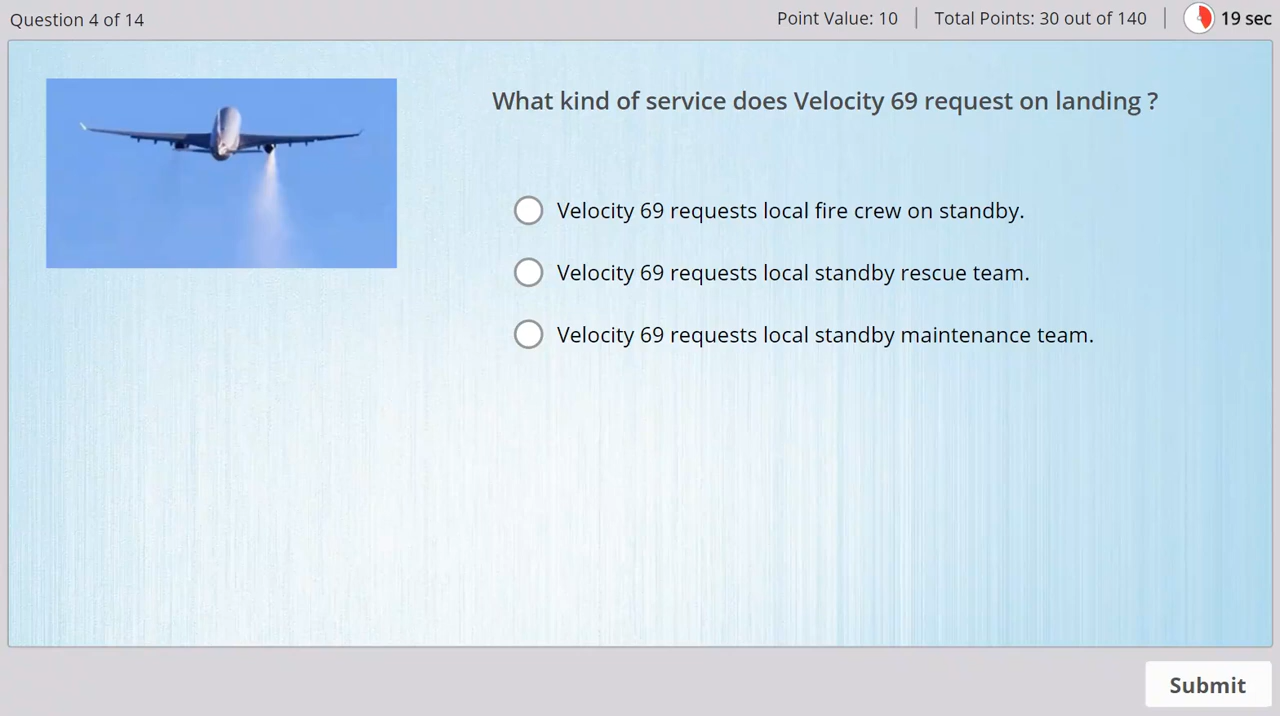 Question 4 of 14
Point Value: 10 | Total Points: 30 out of 140 | 19 sec
What kind of service does Velocity 69 request on landing ?
Velocity 69 requests local fire crew on standby.
Velocity 69 requests local standby rescue team.
Velocity 69 requests local standby maintenance team.
Submit